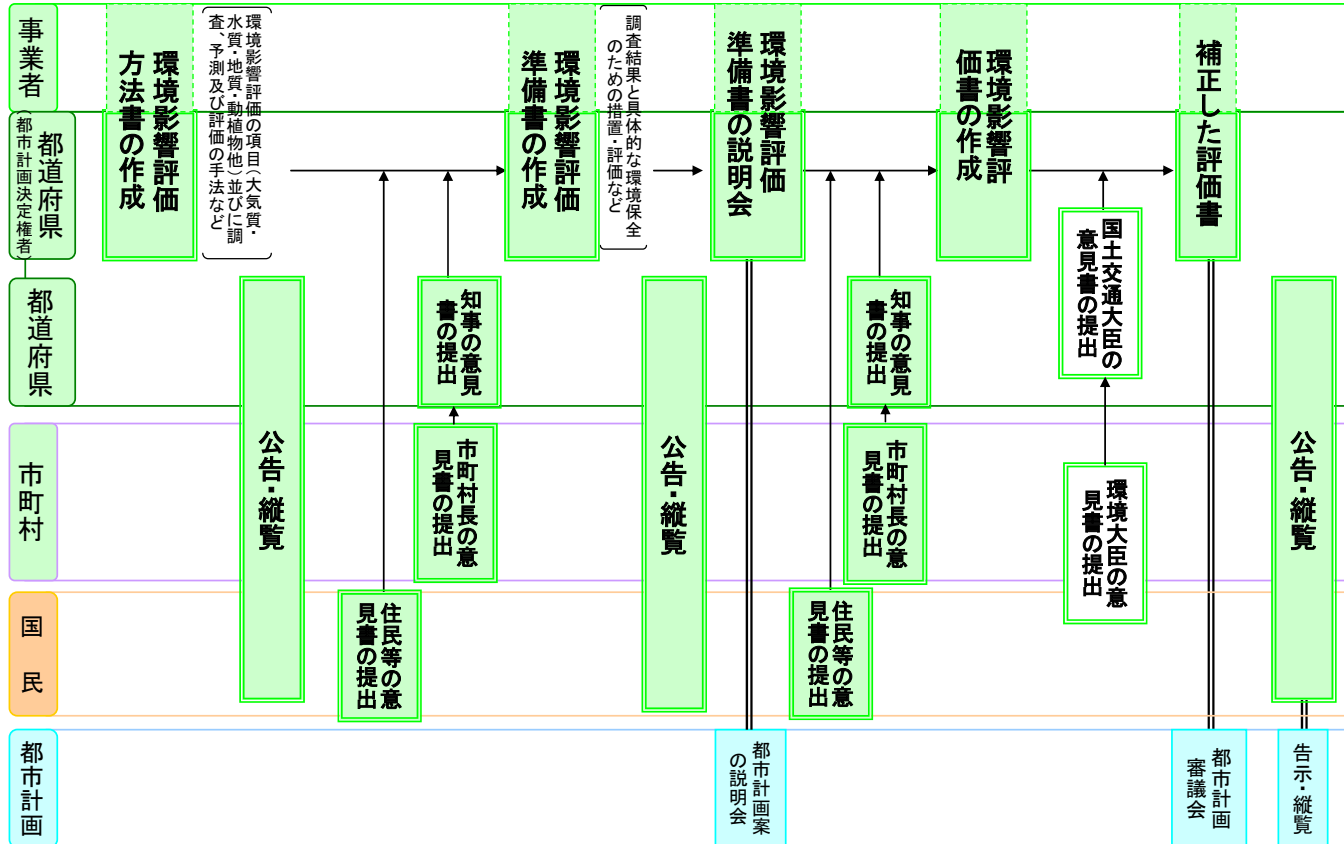 事業者
都道府県
（都市計画決定権者）
都道府県
市町村
国民
都市計画
環境影響評価
方法書の作成
環境影響評価の項目（大気質・
水質・地質・動植物他）並びに調
査、予測及び評価の手法など
公告・縦覧
住民等の意
見書の提出
知事の意見
書の提出
市町村長の意
見書の提出
環境影響評価
準備書の作成
調査結果と具体的な環境保全
のための措置・評価など
公告・縦覧
環境影響評価
準備書の説明会
都市計画案
の説明会
住民等の意
見書の提出
知事の意見
書の提出
市町村長の意
見書の提出
環境影響評
価書の作成
国土交通大臣の
意見書の提出
環境大臣の意
見書の提出
補正した評価書
都市計画
審議会
公告・縦覧
告示・縦覧